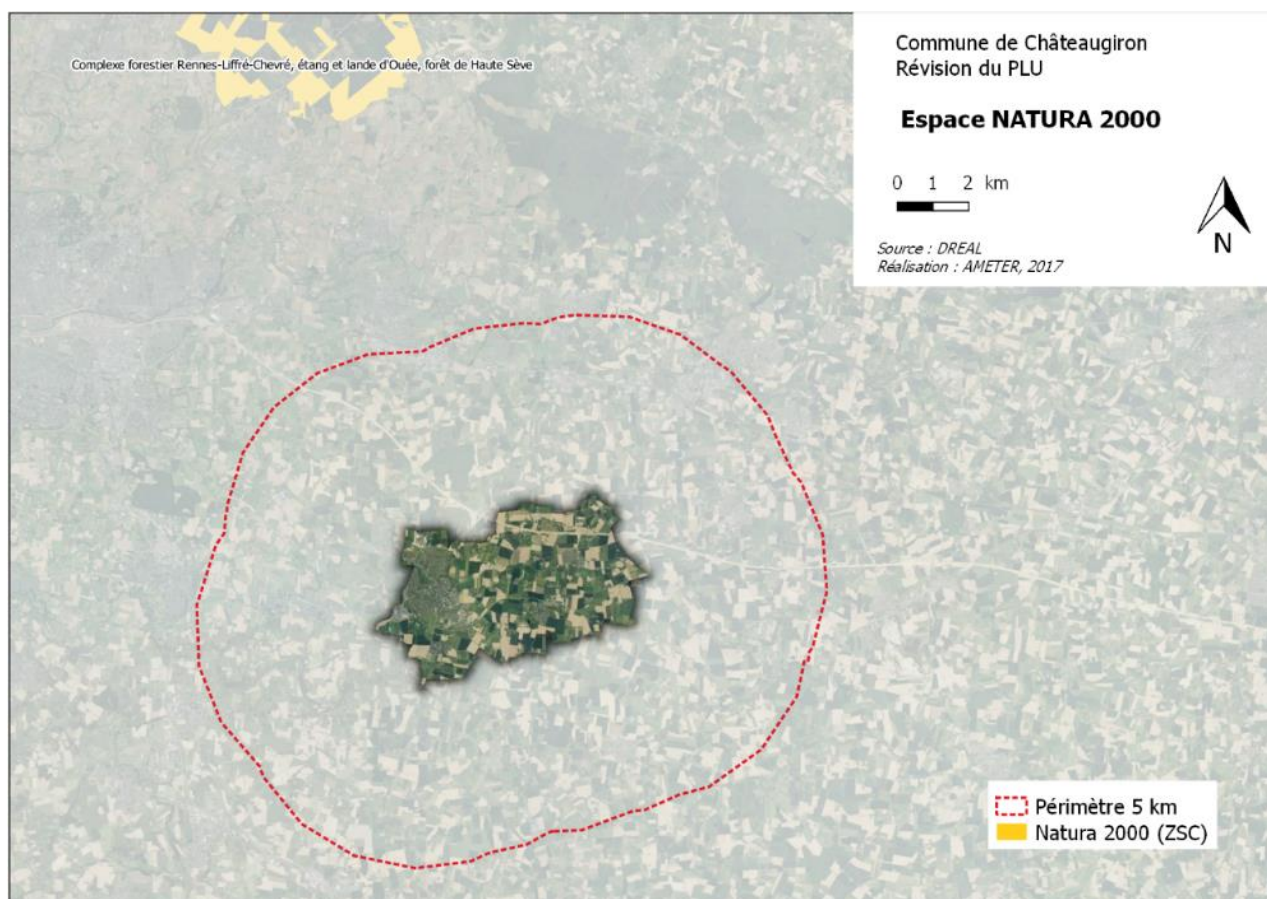 Complexe forestier Rennes-Liffré-Chevré, étang et lande d'Ouée, forêt de Haute Sève
Commune de Châteaugiron
Révision du PLU
Espace NATURA 2000
0 1 2 km
N
Source : DREAL
Réalisation : AMETER, 2017
Périmètre 5 km
Natura 2000 (ZSC)